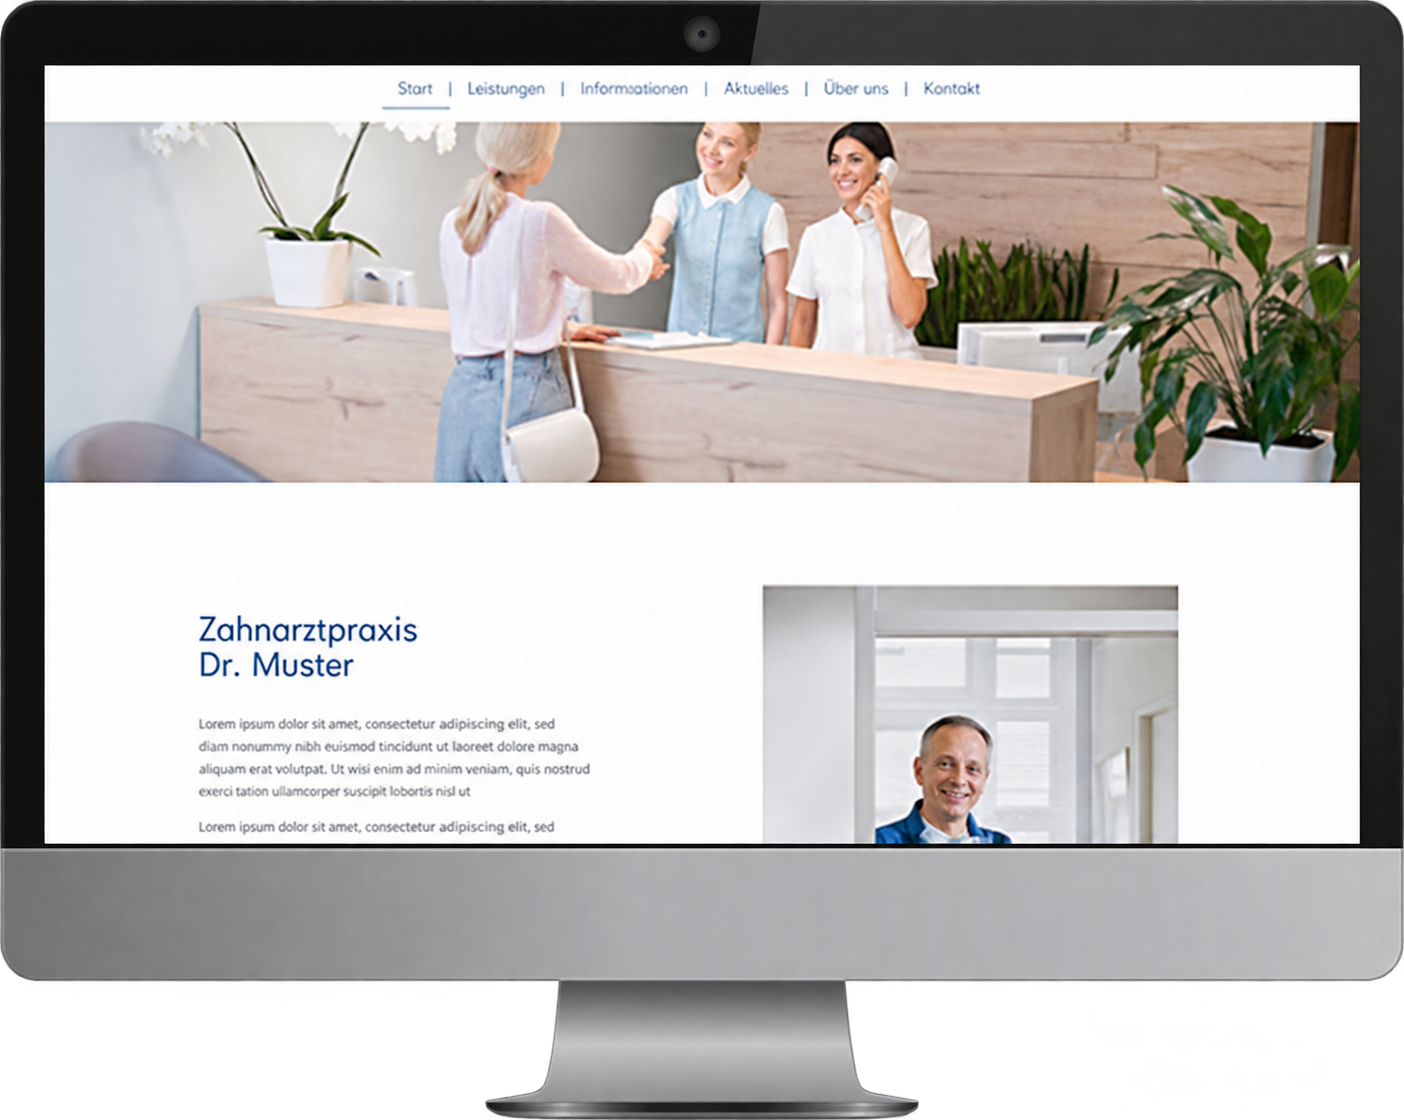 Start | Leistungen | Informationen | Aktuelles | Über uns | Kontakt
Zahnarztpraxis
Dr. Muster
Lorem ipsum dolor sit amet, consectetur adipiscing elit, sed
diam nonummy nibh euismod tincidunt ut laoreet dolore magna
aliquam erat volutpat. Ut wisi enim ad minim veniam, quis nostrud
exerci tation ullamcorper suscipit lobortis nisl ut
Lorem ipsum dolor sit amet, consectetur adipiscing elit, sed